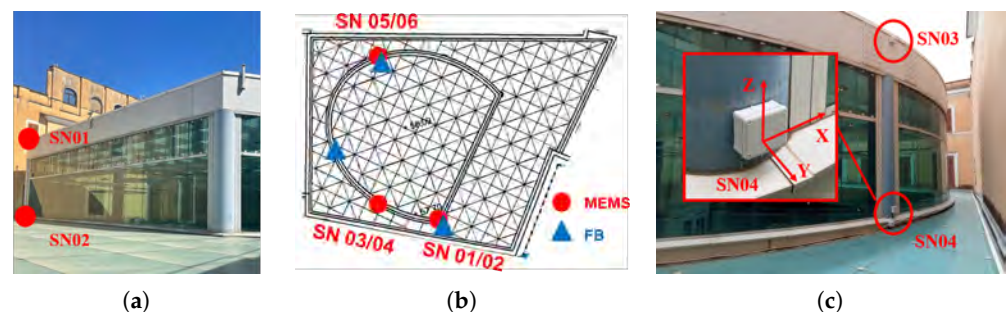 SN01
SN02
(a)
SN 05/06
MEMS
FB
SN 03/04
SN 01/02
(b)
SN03
Z
X
Y
SN04
SN04
(c)